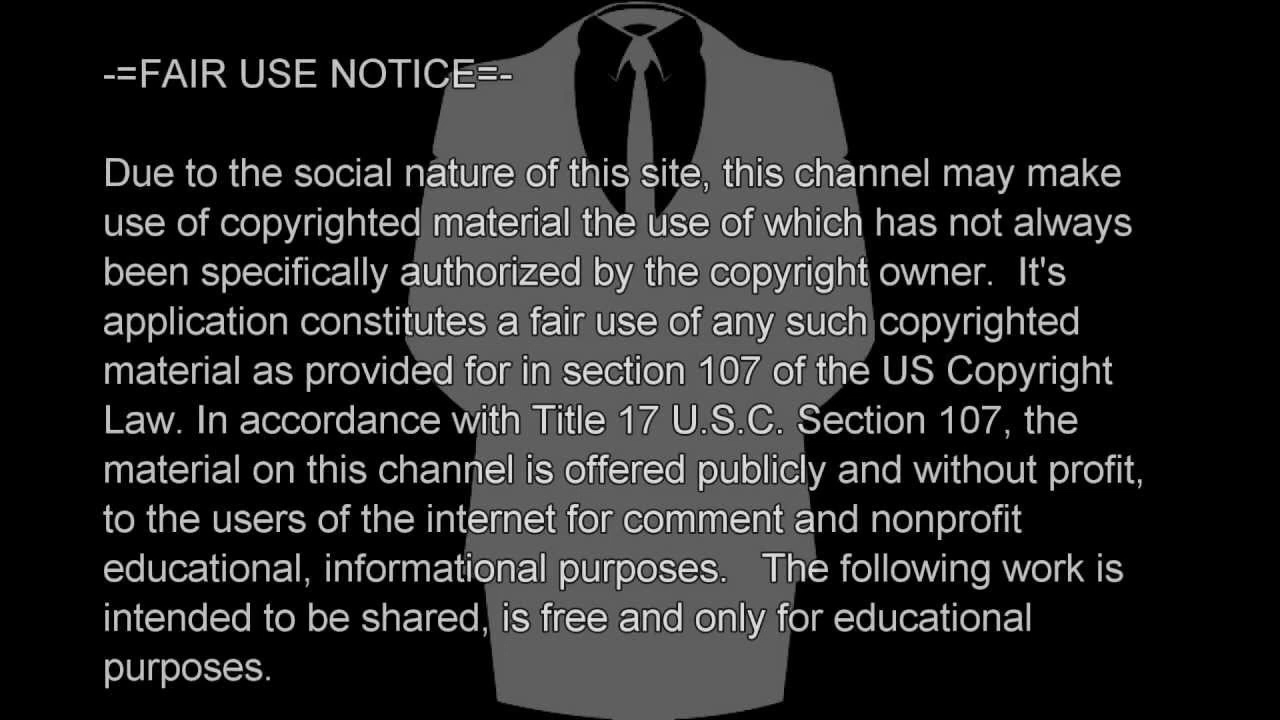 -=FAIR USE NOTICE=-
Due to the social nature of this site, this channel may make
use of copyrighted material the use of which has not always
been specifically authorized by the copyright owner.  It's
application constitutes a fair use of any such copyrighted
material as provided for in section 107 of the US Copyright
Law. In accordance with Title 17 U.S.C. Section 107, the
material on this channel is offered publicly and without profit,
to the users of the internet for comment and nonprofit
educational, informational purposes.   The following work is
intended to be shared, is free and only for educational
purposes.